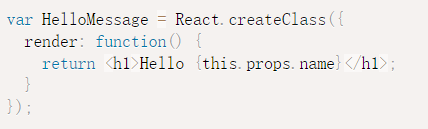 var HelloMessage = React.createClass({
  render: function() {
    return <h1>Hello {this.props.name}</h1>;
  }
});